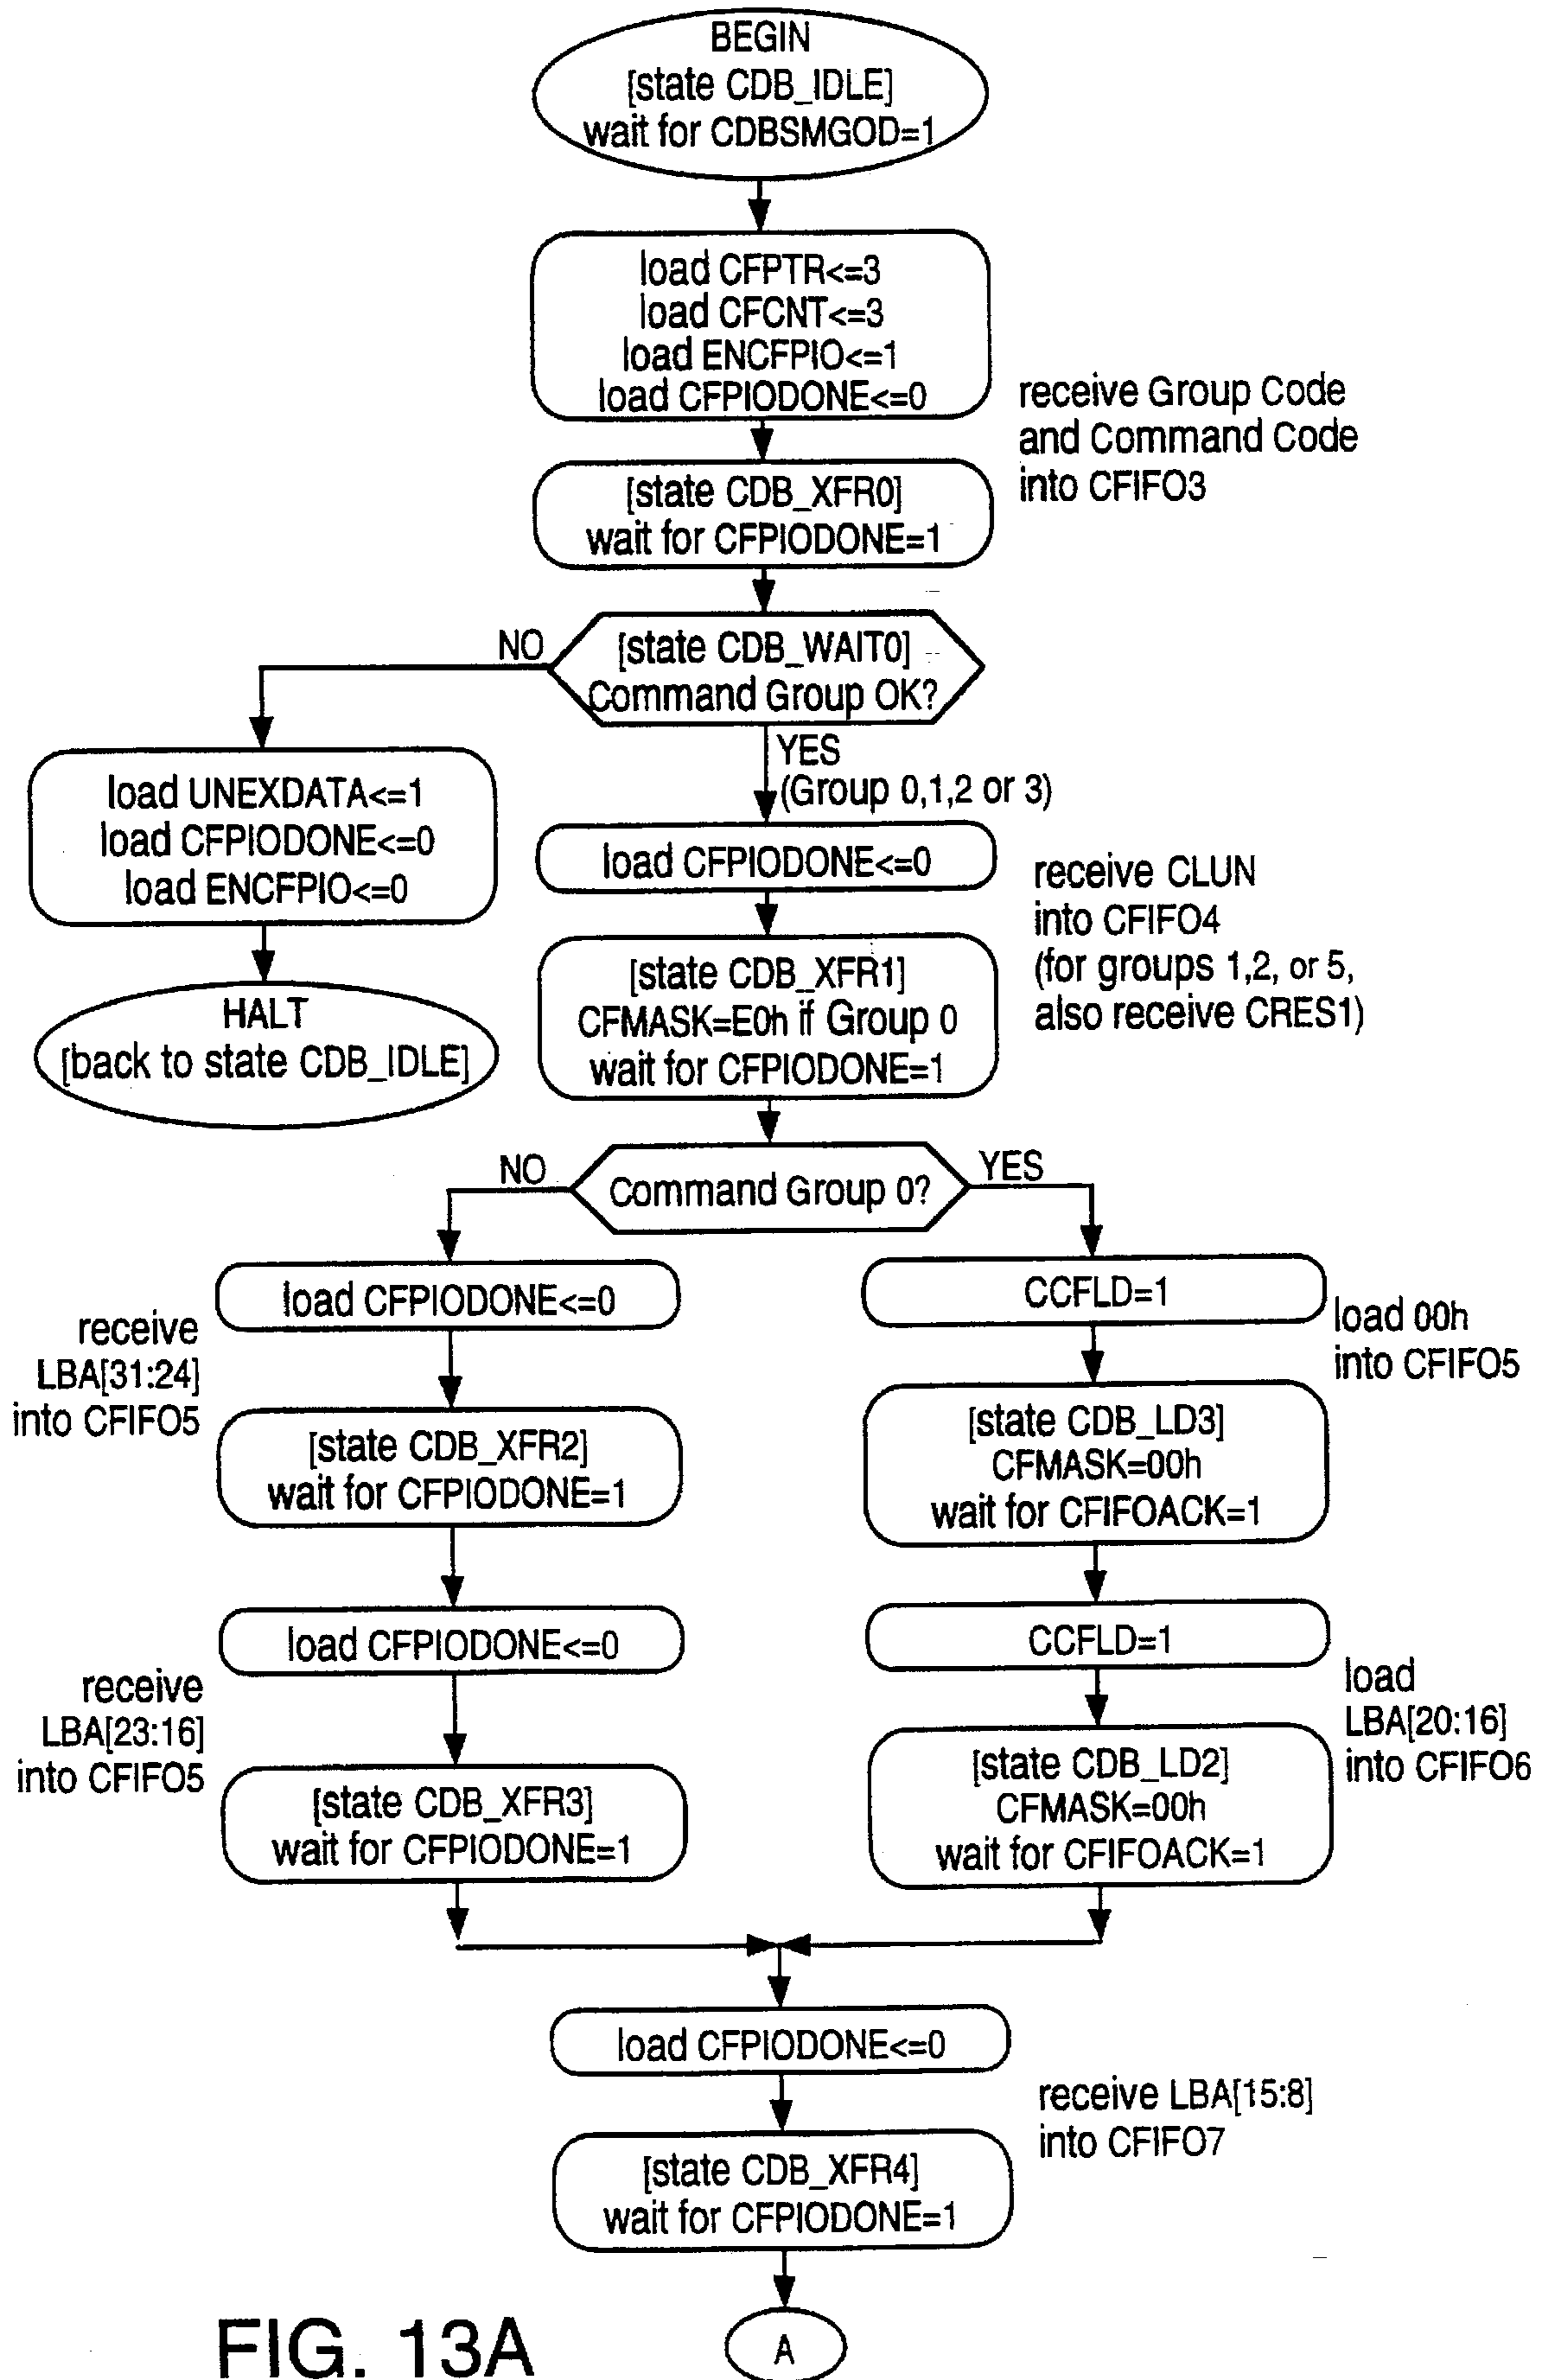 BEGIN
[state CDB_IDLE]
wait for CDBSMGOD=1
load CFPTR<=3
load CFCNT<=3
load ENCFPIO<=1
load CFPIODONE<=0
receive Group Code
and Command Code
into CFIFO3
[state CDB_XFR0]
wait for CFPIODONE=1
NO
[state CDB_WAIT0]
Command Group OK?
YES
(Group 0,1,2 or 3)
load UNEXDATA<=1
load CFPIODONE<=0
load ENCFPIO<=0
HALT
[back to state CDB_IDLE]
load CFPIODONE<=0
receive CLUN
into CFIFO4
(for groups 1,2, or 5,
also receive CRES1)
[state CDB_XFR1]
CFMASK=E0h if Group 0
wait for CFPIODONE=1
NO
Command Group 0?
YES
load CFPIODONE<=0
receive
LBA[31:24]
into CFIFO5
[state CDB_XFR2]
wait for CFPIODONE=1
load CFPIODONE<=0
receive
LBA[23:16]
into CFIFO5
[state CDB_XFR3]
wait for CFPIODONE=1
CCFLD=1
load 00h
into CFIFO5
[state CDB_LD3]
CFMASK=00h
wait for CFIFOACK=1
CCFLD=1
load
LBA[20:16]
into CFIFO6
[state CDB_LD2]
CFMASK=00h
wait for CFIFOACK=1
load CFPIODONE<=0
receive LBA[15:8]
into CFIFO7
[state CDB_XFR4]
wait for CFPIODONE=1
A
FIG. 13A